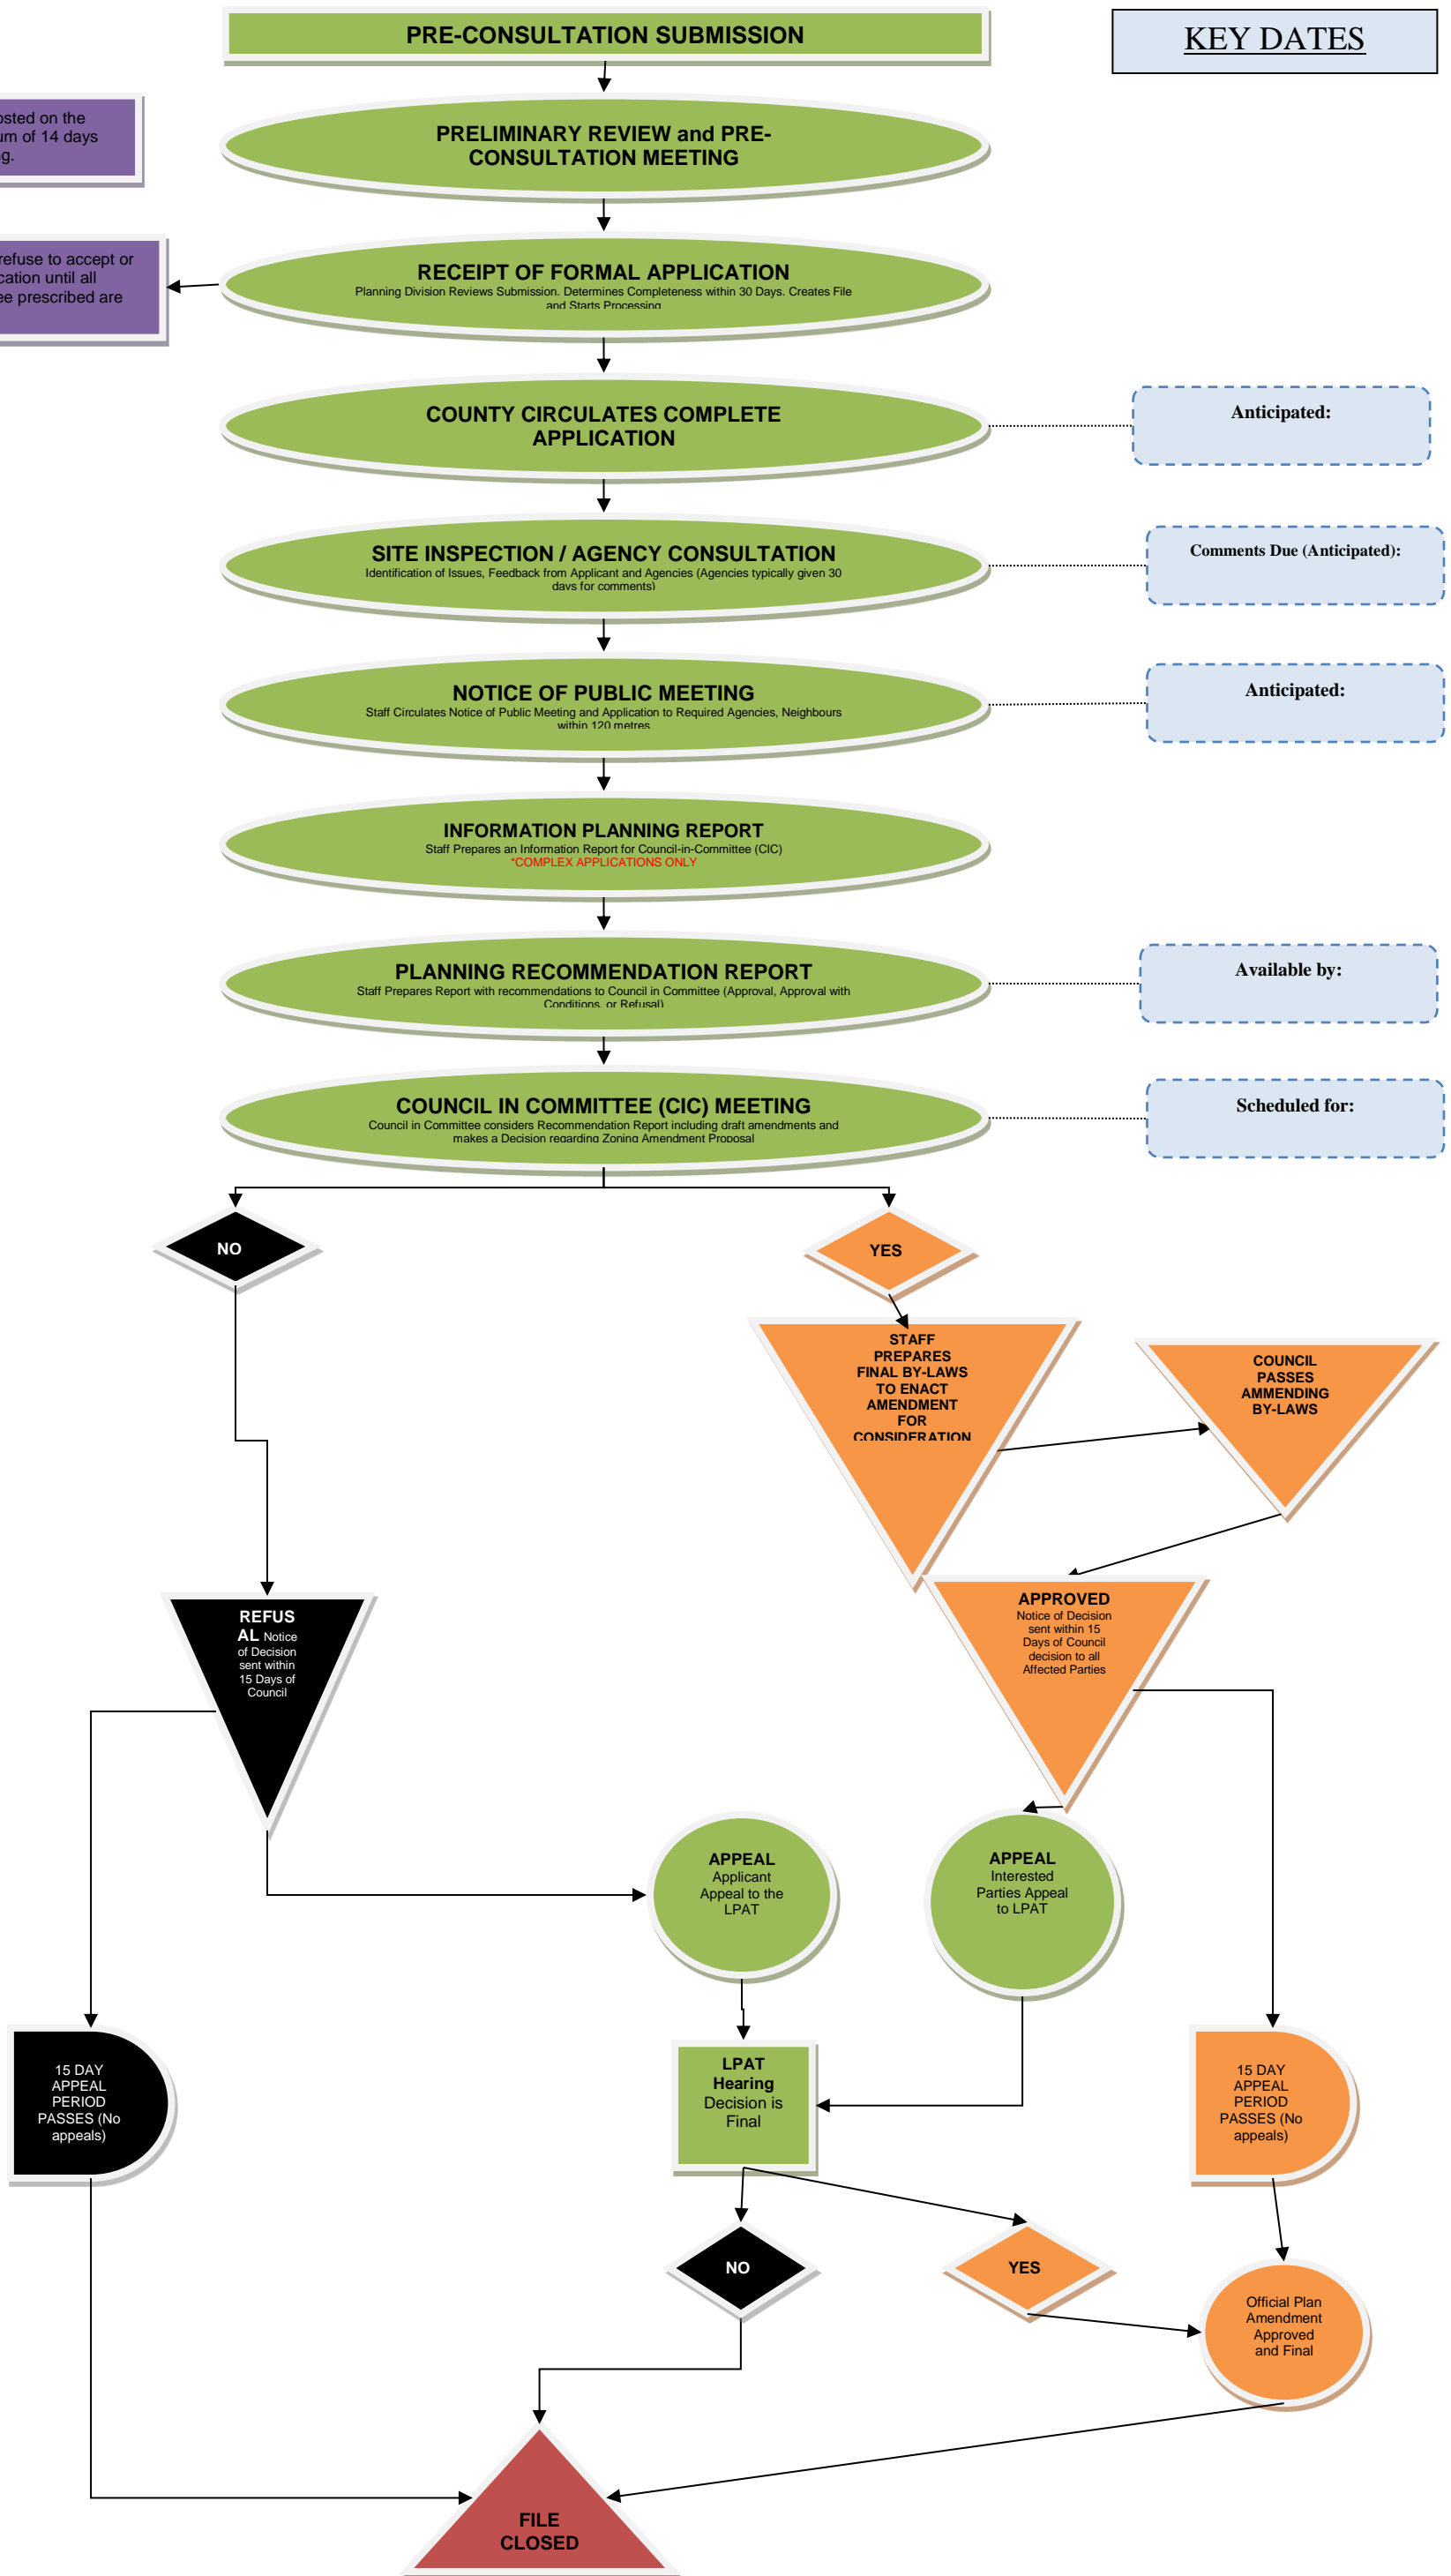 PRE-CONSULTATION SUBMISSION
KEY DATES
osted on the
um of 14 days
g.
PRELIMINARY REVIEW and PRE-
CONSULTATION MEETING
refuse to accept or
cation until all
ee prescribed are
RECEIPT OF FORMAL APPLICATION
Planning Division Reviews Submission. Determines Completeness within 30 Days. Creates File
and Starts Processing
COUNTY CIRCULATES COMPLETE
APPLICATION
Anticipated:
SITE INSPECTION / AGENCY CONSULTATION
Identification of Issues, Feedback from Applicant and Agencies (Agencies typically given 30
days for comments)
Comments Due (Anticipated):
NOTICE OF PUBLIC MEETING
Staff Circulates Notice of Public Meeting and Application to Required Agencies, Neighbours
within 120 metres
Anticipated:
INFORMATION PLANNING REPORT
Staff Prepares an Information Report for Council-in-Committee (CIC)
*COMPLEX APPLICATIONS ONLY
PLANNING RECOMMENDATION REPORT
Staff Prepares Report with recommendations to Council in Committee (Approval, Approval with
Conditions, or Refusal)
Available by:
COUNCIL IN COMMITTEE (CIC) MEETING
Council in Committee considers Recommendation Report including draft amendments and
makes a Decision regarding Zoning Amendment Proposal
Scheduled for:
NO
YES
STAFF
PREPARES
FINAL BY-LAWS
TO ENACT
AMENDMENT
FOR
CONSIDERATION
COUNCIL
PASSES
AMMENDING
BY-LAWS
REFUS
AL Notice
of Decision
sent within
15 Days of
Council
APPROVED
Notice of Decision
sent within 15
Days of Council
decision to all
Affected Parties
APPEAL
Applicant
Appeal to the
LPAT
APPEAL
Interested
Parties Appeal
to LPAT
15 DAY
APPEAL
PERIOD
PASSES (No
appeals)
LPAT
Hearing
Decision is
Final
15 DAY
APPEAL
PERIOD
PASSES (No
appeals)
NO
YES
Official Plan
Amendment
Approved
and Final
FILE
CLOSED